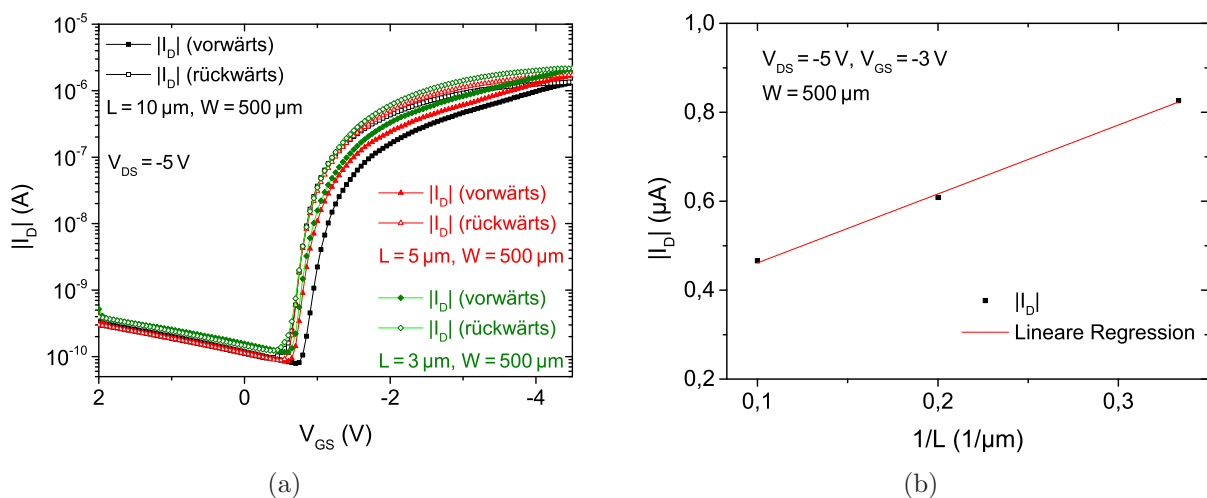 10⁻⁵
10⁻⁶
10⁻⁷
10⁻⁸
10⁻⁹
10⁻¹⁰
|I_D| (A)
|I_D| (vorwärts)
|I_D| (rückwärts)
L = 10 µm, W = 500 µm
V_DS = -5 V
|I_D| (vorwärts)
|I_D| (rückwärts)
L = 5 µm, W = 500 µm
|I_D| (vorwärts)
|I_D| (rückwärts)
L = 3 µm, W = 500 µm
2 0 -2 -4
V_GS (V)
(a)
1,0
0,8
0,6
0,4
0,2
|I_D| (µA)
V_DS = -5 V, V_GS = -3 V
W = 500 µm
|I_D|
Lineare Regression
0,1 0,2 0,3
1/L (1/µm)
(b)